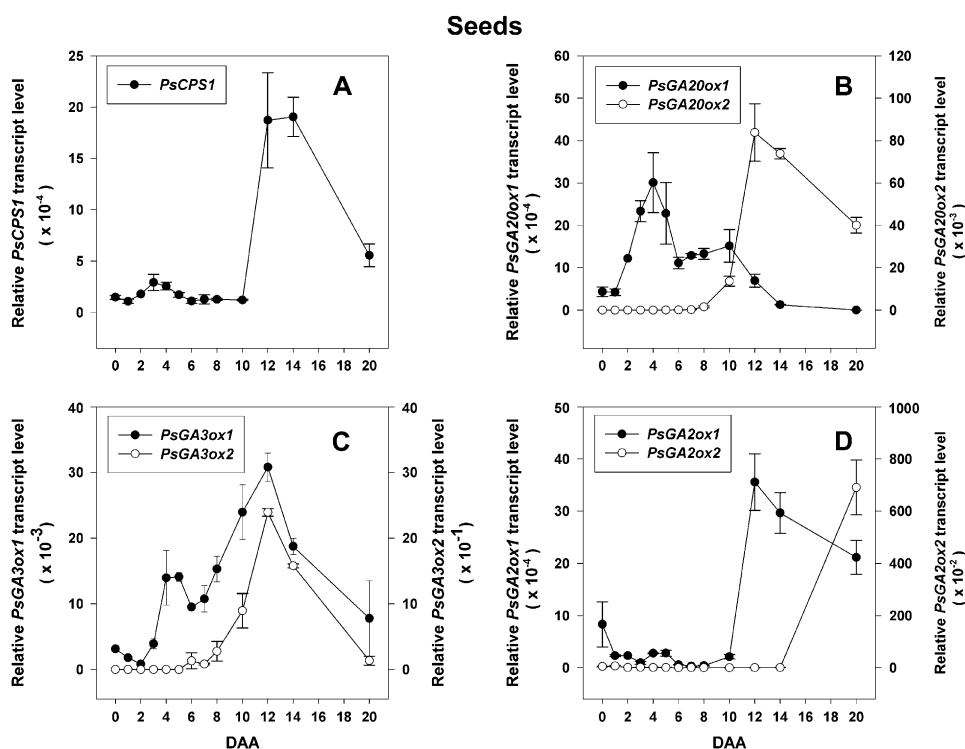 Seeds
A
PsCPS1
Relative PsCPS1 transcript level
( x 10-4)
25
20
15
10
5
0
0 2 4 6 8 10 12 14 16 18 20
B
PsGA20ox1
PsGA20ox2
Relative PsGA20ox1 transcript level
( x 10-4)
60
50
40
30
20
10
0
Relative PsGA20ox2 transcript level
( x 10-3)
120
100
80
60
40
20
0
0 2 4 6 8 10 12 14 16 18 20
C
PsGA3ox1
PsGA3ox2
Relative PsGA3ox1 transcript level
( x 10-3)
40
30
20
10
0
Relative PsGA3ox2 transcript level
( x 10-1)
40
30
20
10
0
0 2 4 6 8 10 12 14 16 18 20
DAA
D
PsGA2ox1
PsGA2ox2
Relative PsGA2ox1 transcript level
( x 10-4)
50
40
30
20
10
0
Relative PsGA2ox2 transcript level
( x 10-2)
1000
800
600
400
200
0
0 2 4 6 8 10 12 14 16 18 20
DAA